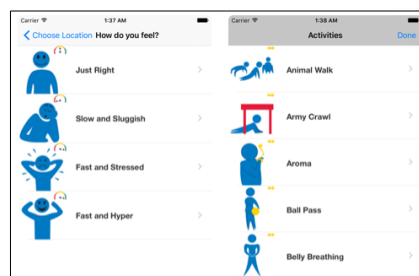 Carrier 1:37 AM
Choose Location How do you feel?
Just Right
Slow and Sluggish
Fast and Stressed
Fast and Hyper
Carrier 1:38 AM
Activities Done
Animal Walk
Army Crawl
Aroma
Ball Pass
Belly Breathing